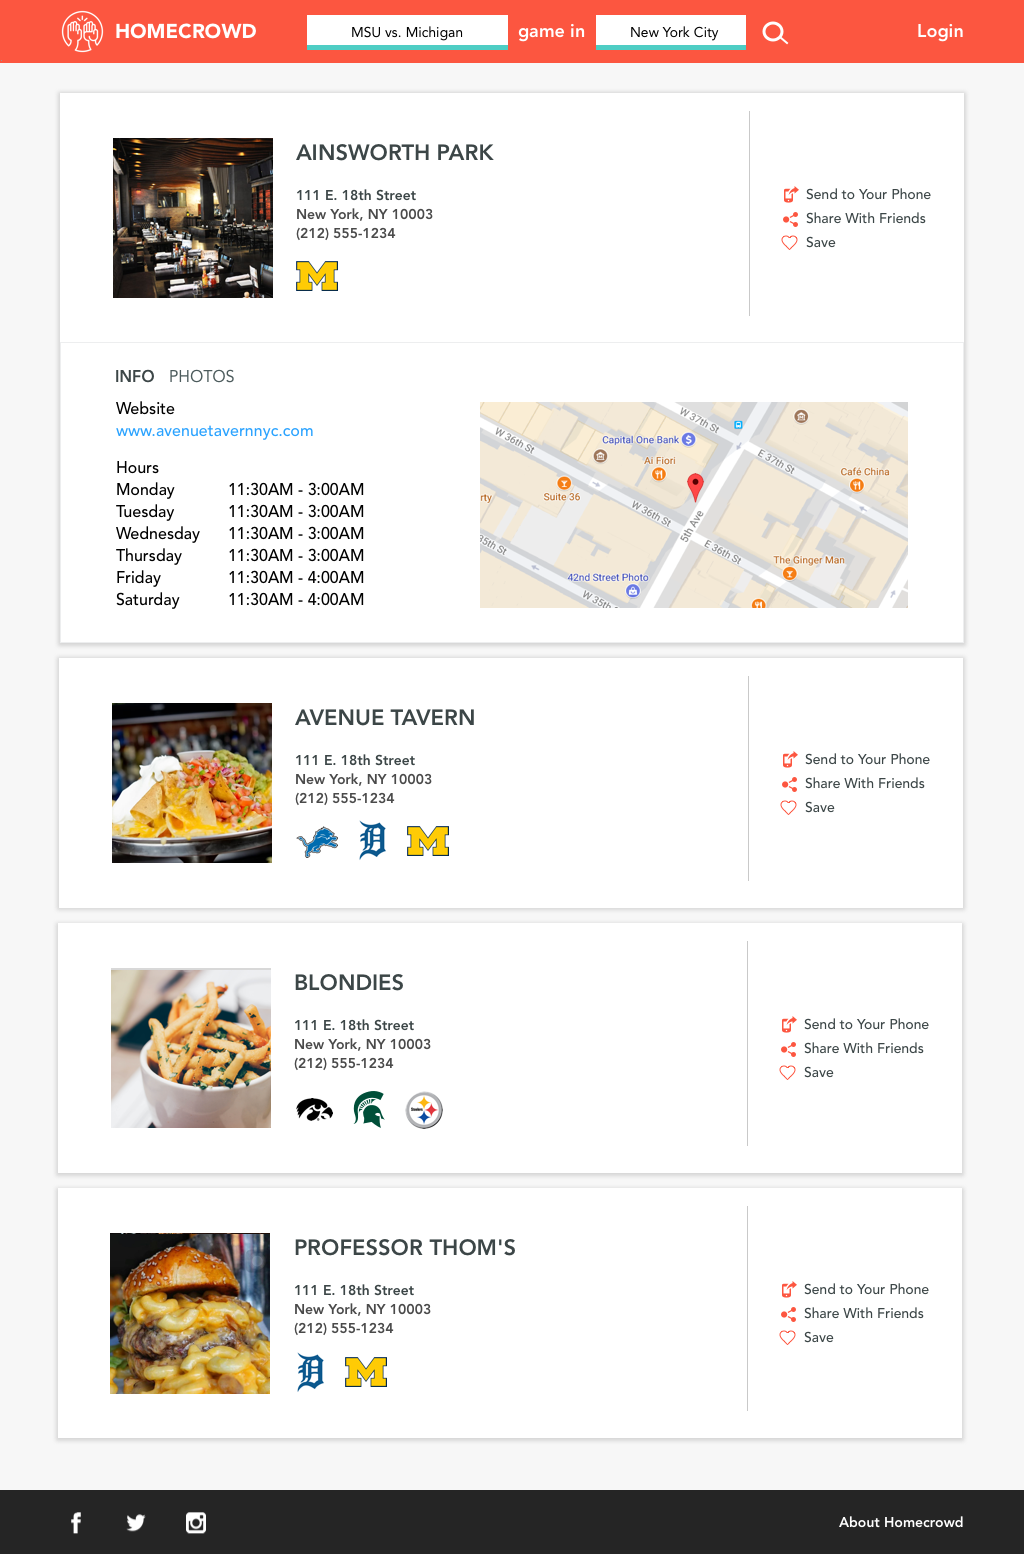 HOMECROWD
MSU vs. Michigan game in New York City
Login
AINSWORTH PARK
111 E. 18th Street
New York, NY 10003
(212) 555-1234
M
Send to Your Phone
Share With Friends
Save
INFO PHOTOS
Website
www.avenuetavernnyc.com
Hours
Monday 11:30AM - 3:00AM
Tuesday 11:30AM - 3:00AM
Wednesday 11:30AM - 3:00AM
Thursday 11:30AM - 3:00AM
Friday 11:30AM - 4:00AM
Saturday 11:30AM - 4:00AM
W 37th St
W 36th St
Capital One Bank
Ai Fiori
E 37th St
Café China
Suite 36
rty
W 36th St
5th Ave
35th St
E 36th St
The Ginger Man
42nd Street Photo
W 35th
AVENUE TAVERN
111 E. 18th Street
New York, NY 10003
(212) 555-1234
D M
Send to Your Phone
Share With Friends
Save
BLONDIES
111 E. 18th Street
New York, NY 10003
(212) 555-1234
Steelers
Send to Your Phone
Share With Friends
Save
PROFESSOR THOM'S
111 E. 18th Street
New York, NY 10003
(212) 555-1234
D M
Send to Your Phone
Share With Friends
Save
About Homecrowd